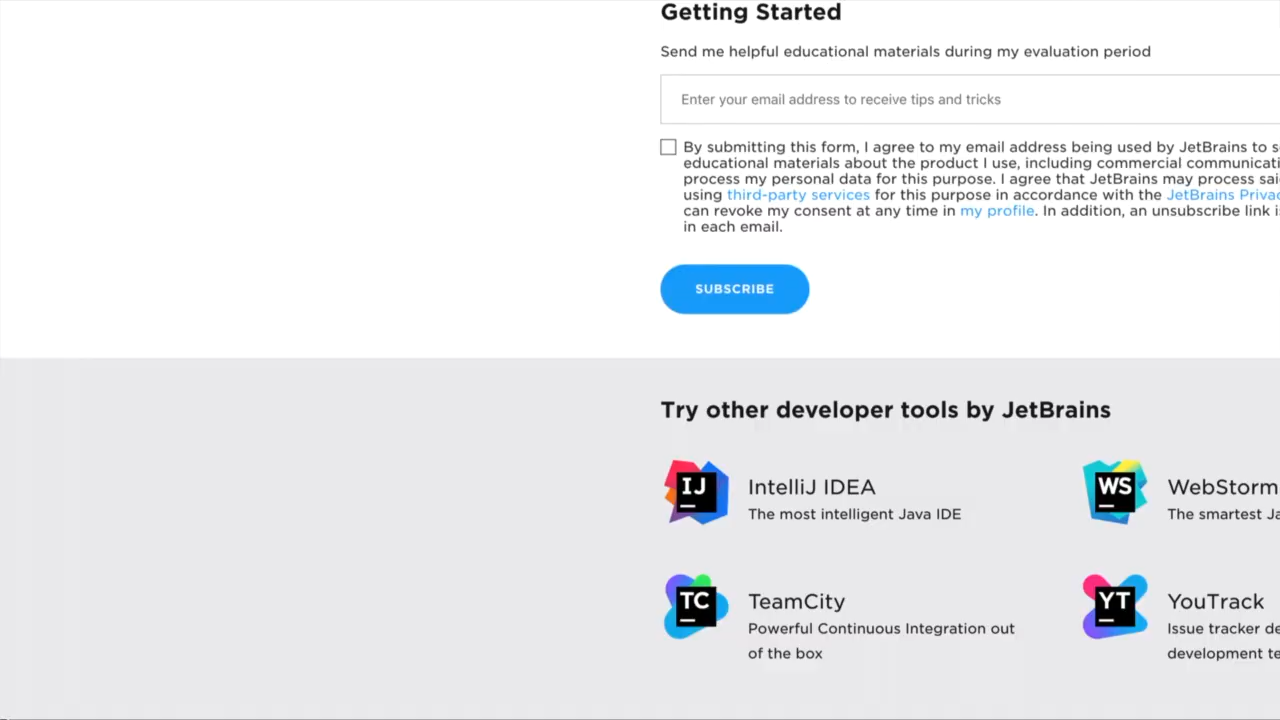 Getting Started
Send me helpful educational materials during my evaluation period
Enter your email address to receive tips and tricks
By submitting this form, I agree to my email address being used by JetBrains to s
educational materials about the product I use, including commercial communicati
process my personal data for this purpose. I agree that JetBrains may process sai
using third-party services for this purpose in accordance with the JetBrains Privac
can revoke my consent at any time in my profile. In addition, an unsubscribe link i
in each email.
SUBSCRIBE
Try other developer tools by JetBrains
IJ
IntelliJ IDEA
The most intelligent Java IDE
WS
WebStorm
The smartest Ja
TC
TeamCity
Powerful Continuous Integration out
of the box
YT
YouTrack
Issue tracker de
development te